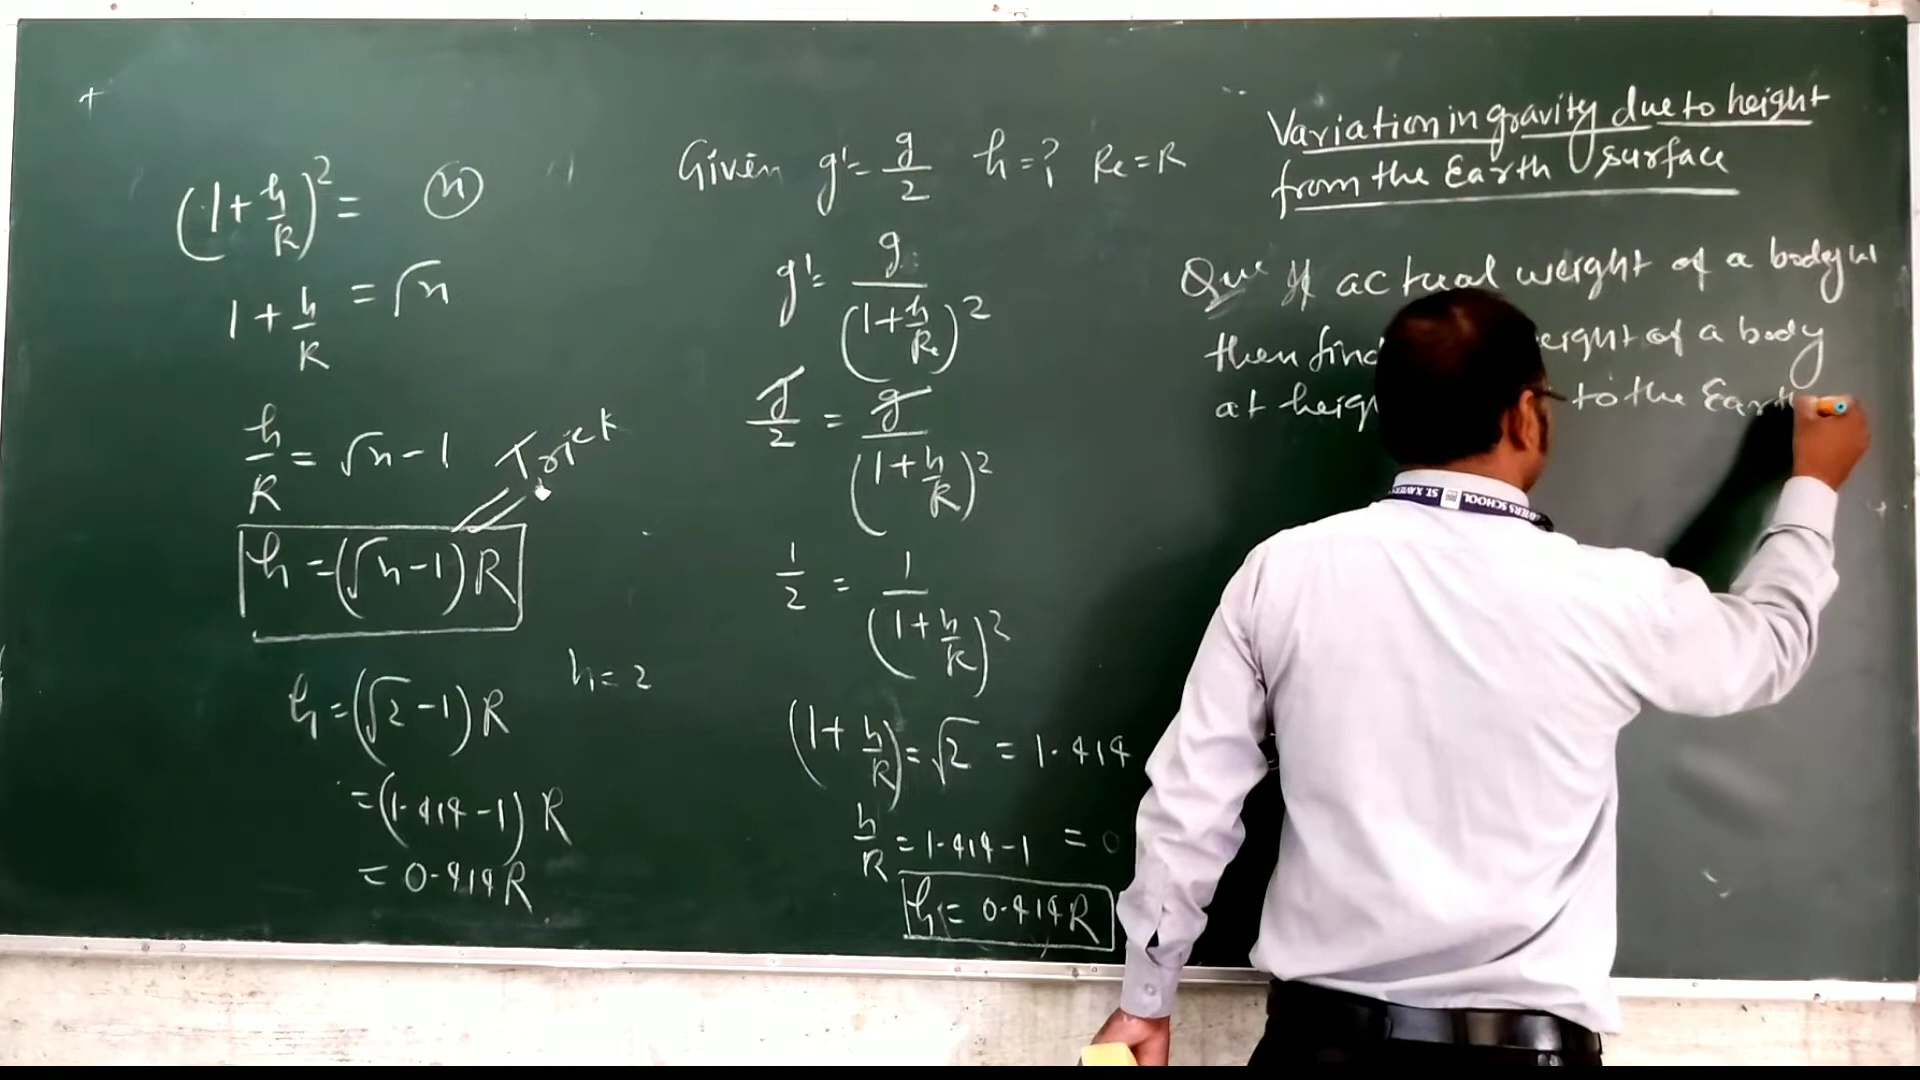 (1+h/R)² = n
1+h/R = √n
h/R = √n-1
Trick
h = (√n-1)R
h = (√2-1)R n=2
= (1.414-1)R
= 0.414R
Given g' = g/2 h=? Re=R
g' = g/(1+h/Re)²
g/2 = g/(1+h/R)²
1/2 = 1/(1+h/R)²
(1+h/R) = √2 = 1.414
h/R = 1.414-1 = 0
h = 0.414R
Variation in gravity due to height
from the Earth surface
Que If actual weight of a body w
then find of a body
at to the Earth
SCHOOL ST. XAVIER